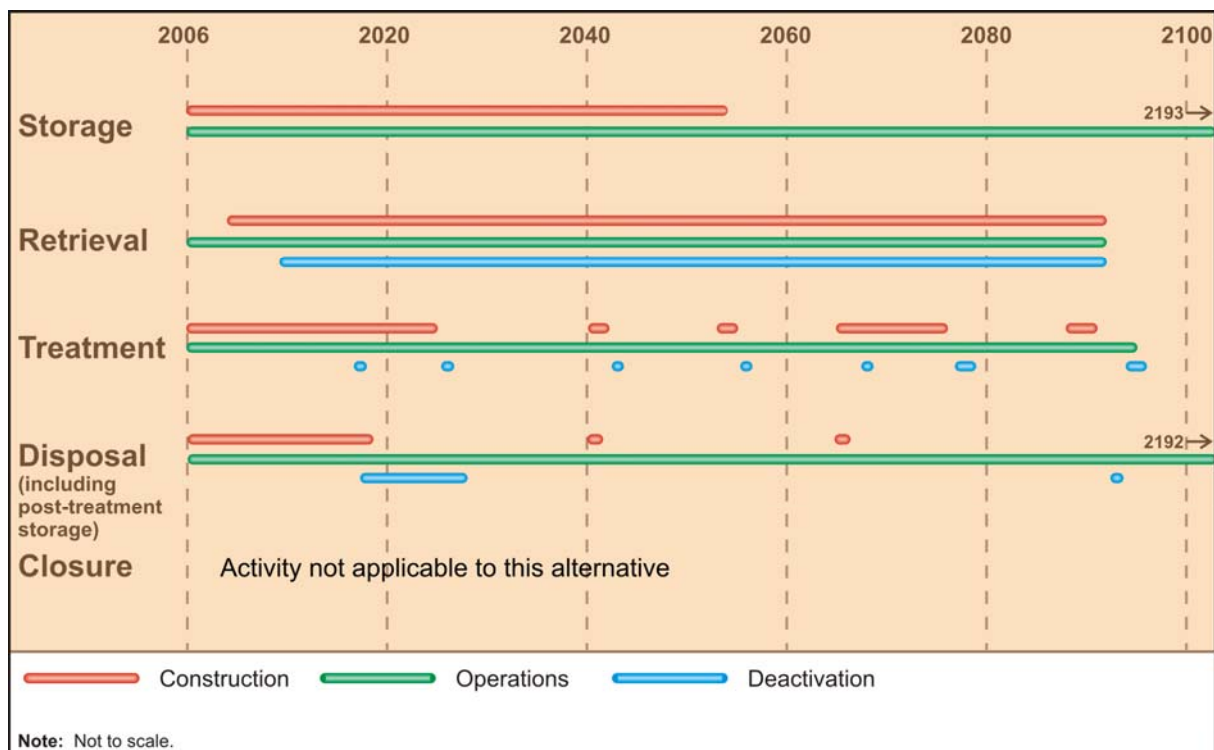 2006 2020 2040 2060 2080 2100
Storage
2193
Retrieval
Treatment
Disposal
2192
(including
post-treatment
storage)
Closure
Activity not applicable to this alternative
Construction Operations Deactivation
Note: Not to scale.